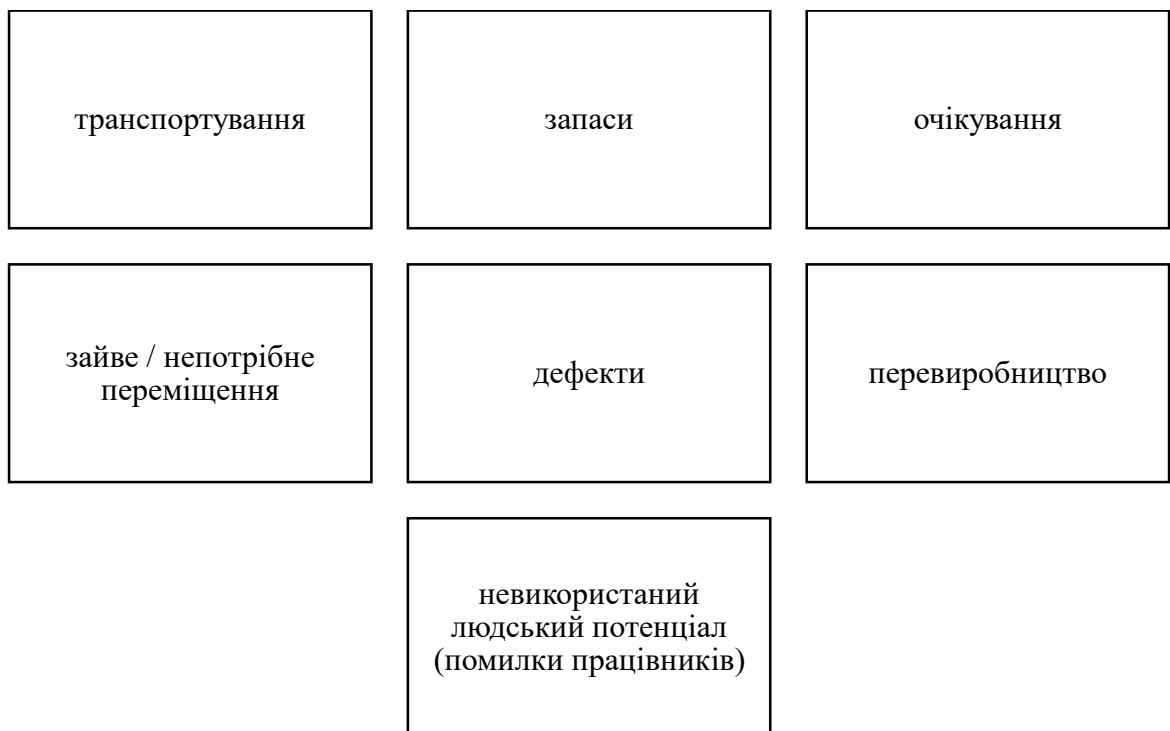 транспортування
запаси
очікування
зайве / непотрібне
переміщення
дефекти
перевиробництво
невикористаний
людський потенціал
(помилки працівників)